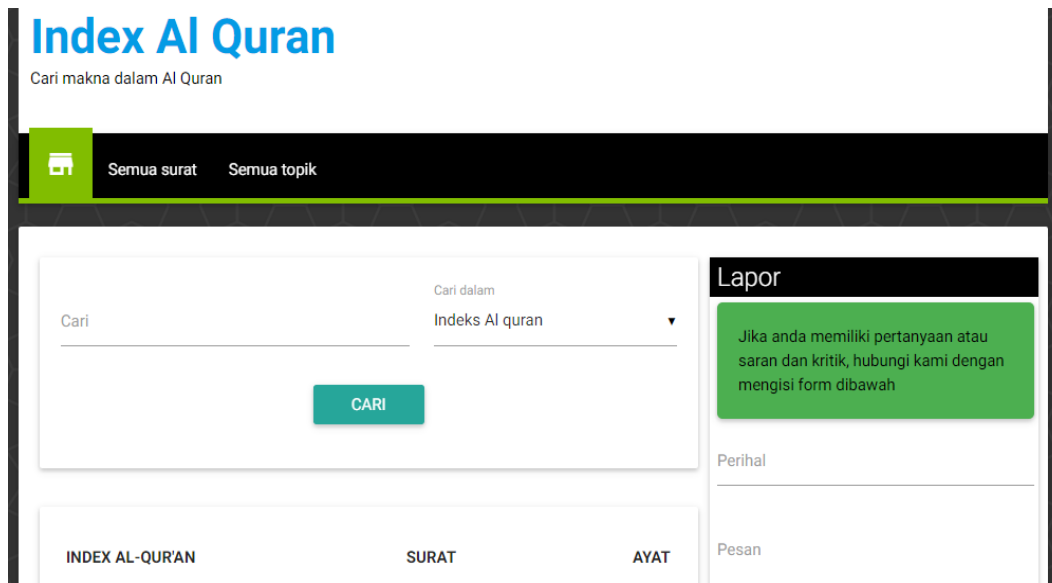 Index Al Quran
Cari makna dalam Al Quran
Semua surat Semua topik
Cari dalam
Cari
Indeks Al quran
CARI
INDEX AL-QUR'AN SURAT AYAT
Lapor
Jika anda memiliki pertanyaan atau
saran dan kritik, hubungi kami dengan
mengisi form dibawah
Perihal
Pesan